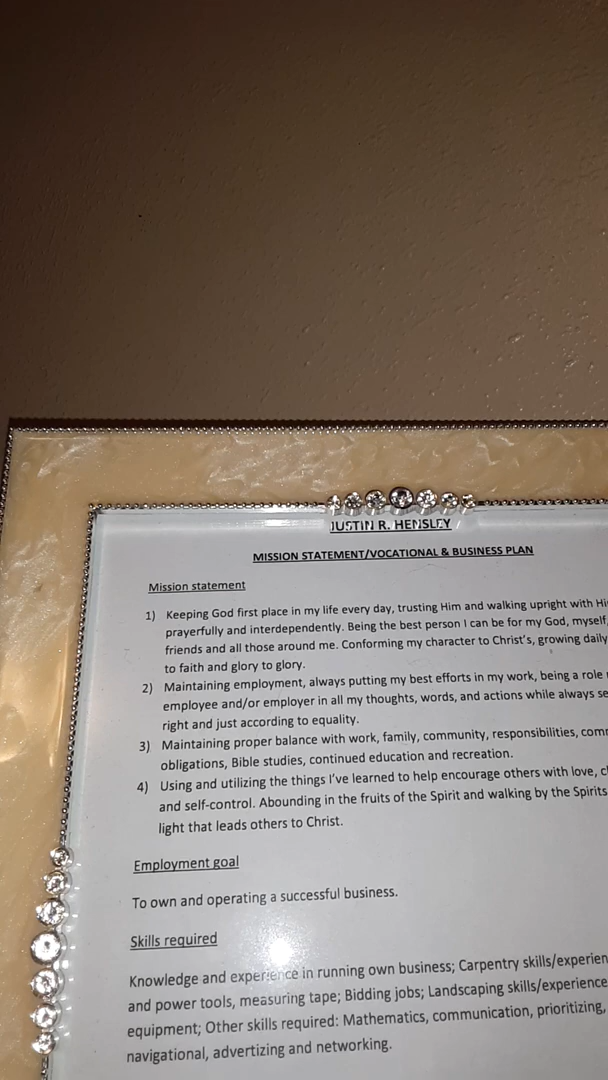 JUSTIN R. HENSLEY
MISSION STATEMENT/VOCATIONAL & BUSINESS PLAN
Mission statement
1) Keeping God first place in my life every day, trusting Him and walking upright with
prayerfully and interdependently. Being the best person I can be for my God, myself,
friends and all those around me. Conforming my character to Christ's, growing daily
to faith and glory to glory.
2) Maintaining employment, always putting my best efforts in my work, being a role
employee and/or employer in all my thoughts, words, and actions while always
right and just according to equality.
3) Maintaining proper balance with work, family, community, responsibilities,
obligations, Bible studies, continued education and recreation.
4) Using and utilizing the things I've learned to help encourage others with love,
and self-control. Abounding in the fruits of the Spirit and walking by the Spirits
light that leads others to Christ.
Employment goal
To own and operating a successful business.
Skills required
Knowledge and experience in running own business; Carpentry
and power tools, measuring tape; Bidding jobs; Landscaping skills/experience
equipment; Other skills required: Mathematics, communication, prioritizing,
navigational, advertizing and networking.